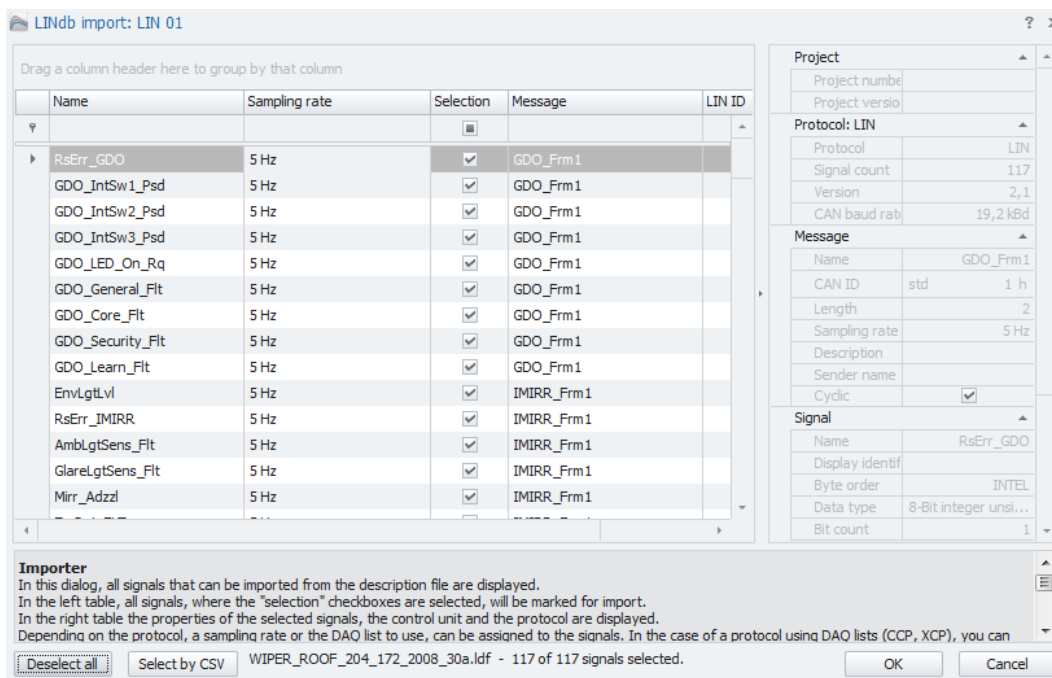 LINdb import: LIN 01
?
Drag a column header here to group by that column
Name Sampling rate Selection Message LIN ID
RsErr_GDO 5 Hz GDO_Frm1
GDO_IntSw1_Psd 5 Hz GDO_Frm1
GDO_IntSw2_Psd 5 Hz GDO_Frm1
GDO_IntSw3_Psd 5 Hz GDO_Frm1
GDO_LED_On_Rq 5 Hz GDO_Frm1
GDO_General_Flt 5 Hz GDO_Frm1
GDO_Core_Flt 5 Hz GDO_Frm1
GDO_Security_Flt 5 Hz GDO_Frm1
GDO_Learn_Flt 5 Hz GDO_Frm1
EnvLgtLvl 5 Hz IMIRR_Frm1
RsErr_IMIRR 5 Hz IMIRR_Frm1
AmbLgtSens_Flt 5 Hz IMIRR_Frm1
GlareLgtSens_Flt 5 Hz IMIRR_Frm1
Mirr_Adzzl 5 Hz IMIRR_Frm1
Project
Project numbe
Project versio
Protocol: LIN
Protocol LIN
Signal count 117
Version 2,1
CAN baud rat 19,2 kBd
Message
Name GDO_Frm1
CAN ID std 1 h
Length 2
Sampling rate 5 Hz
Description
Sender name
Cyclic
Signal
Name RsErr_GDO
Display identif
Byte order INTEL
Data type 8-Bit integer unsi...
Bit count 1
Importer
In this dialog, all signals that can be imported from the description file are displayed.
In the left table, all signals, where the "selection" checkboxes are selected, will be marked for import.
In the right table the properties of the selected signals, the control unit and the protocol are displayed.
Depending on the protocol, a sampling rate or the DAQ list to use, can be assigned to the signals. In the case of a protocol using DAQ lists (CCP, XCP), you can
Deselect all Select by CSV WIPER_ROOF_204_172_2008_30a.ldf - 117 of 117 signals selected. OK Cancel